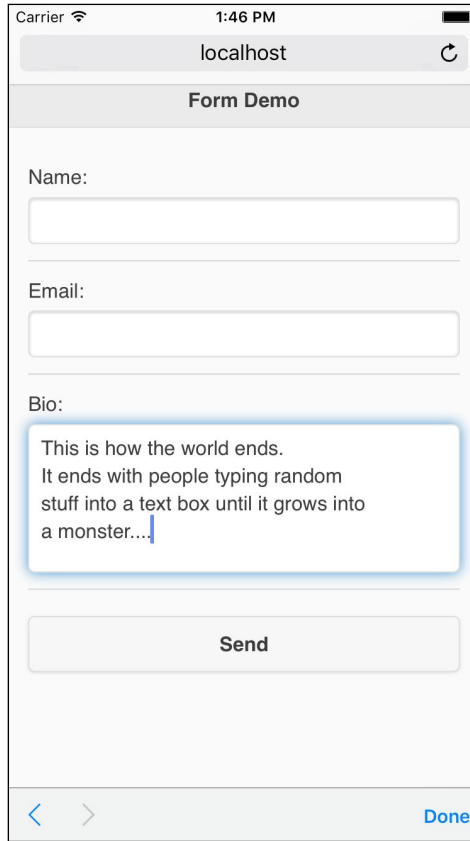 Carrier
1:46 PM
localhost
Form Demo
Name:
Email:
Bio:
This is how the world ends.
It ends with people typing random
stuff into a text box until it grows into
a monster....
Send
Done